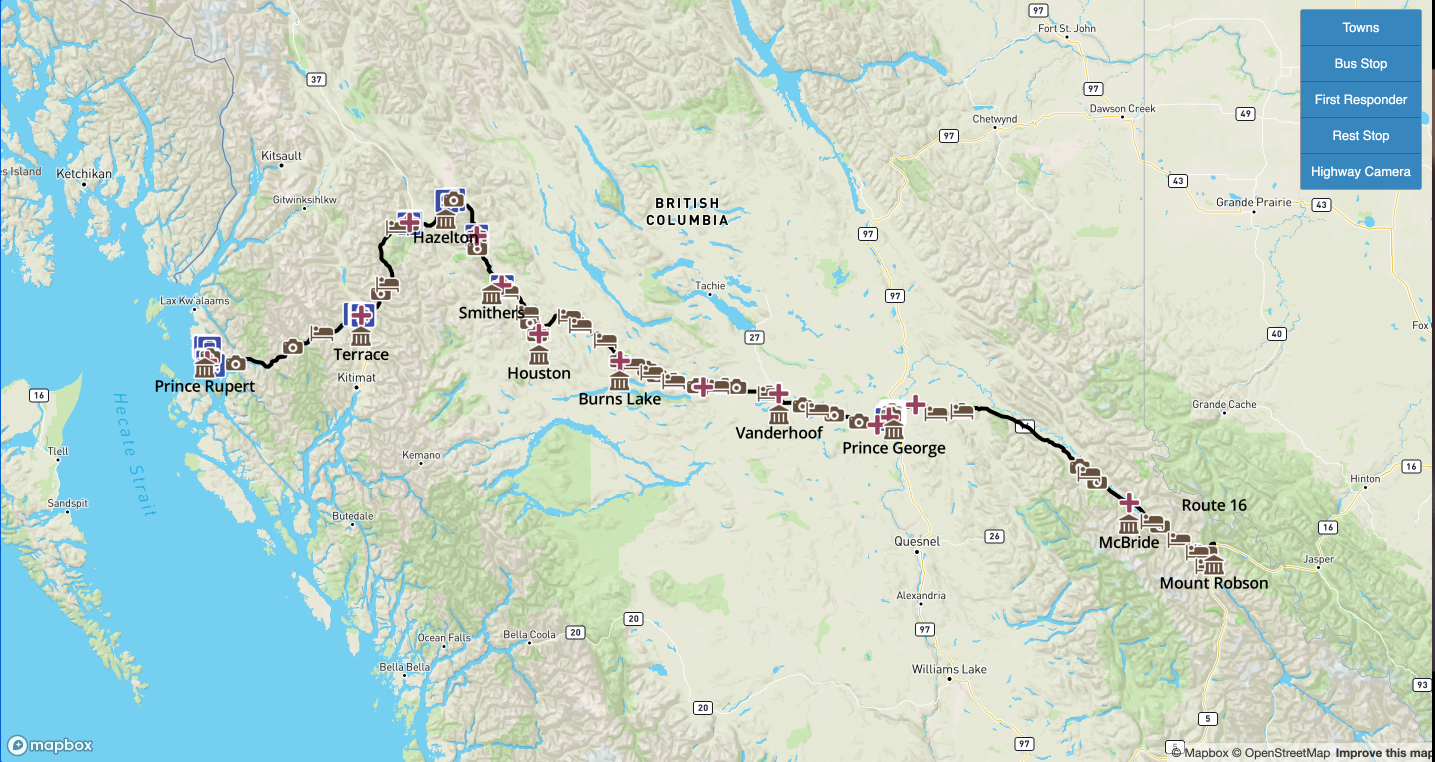 97
Towns
Fort St. John
Bus Stop
37
97
First Responder
Dawson Creek
49
Chetwynd
97
Rest Stop
Kitsault
es Island
Ketchikan
Highway Camera
43
Gitwinksihlkw
BRITISH
COLUMBIA
Grande Prairie
43
97
Hazelton
Tachie
97
Lax Kw'alaams
Smithers
Fox
27
40
Terrace
Houston
Kitimat
Prince Rupert
16
Burns Lake
Grande Cache
Hecate Strait
Vanderhoof
Prince George
Tlell
Kemano
16
Hinton
Sandspit
Route 16
Butedale
16
26
Quesnel
McBride
Jasper
Mount Robson
Alexandria
20
97
20
Bella Coola
Ocean Falls
Bella Bella
Williams Lake
93
20
5
97
mapbox
© Mapbox © OpenStreetMap Improve this map